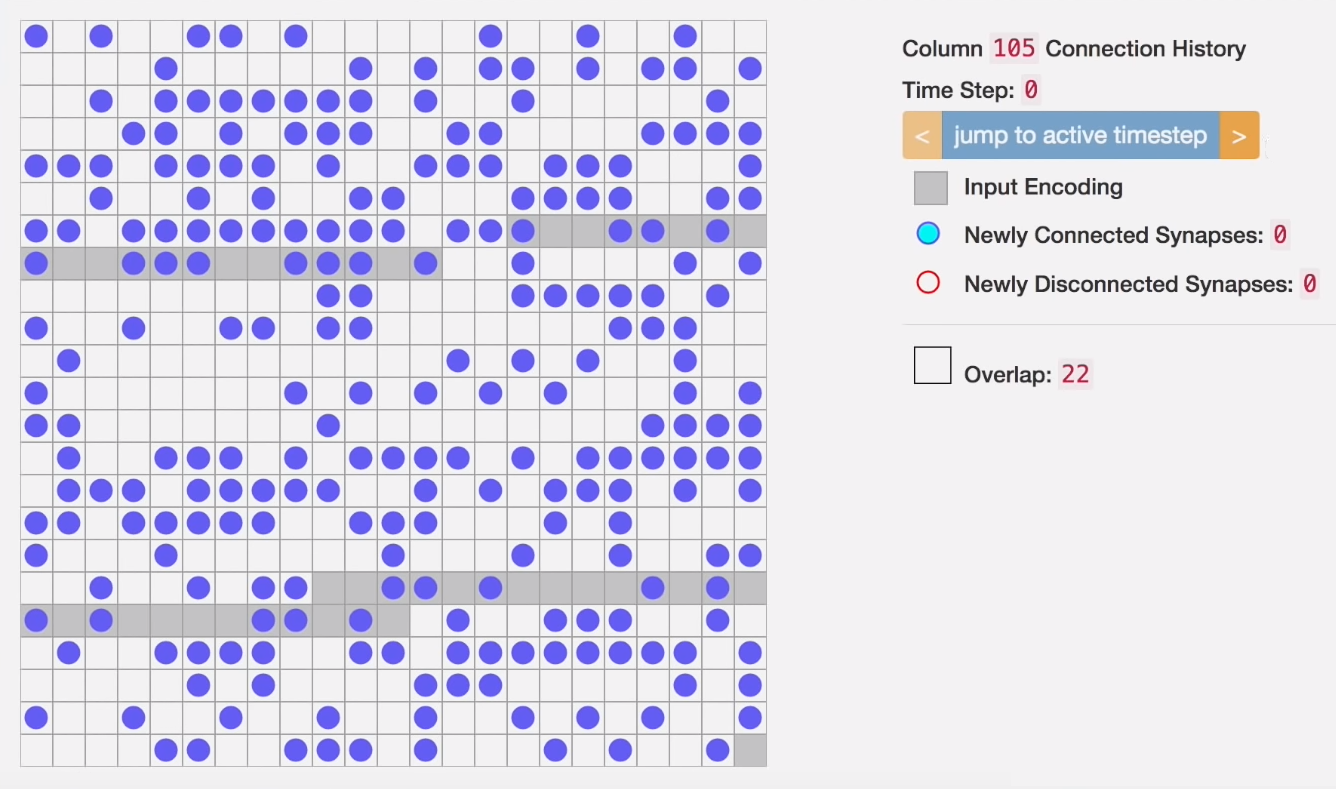 Column 105 Connection History
Time Step: 0
< jump to active timestep >
Input Encoding
Newly Connected Synapses: 0
Newly Disconnected Synapses: 0
Overlap: 22